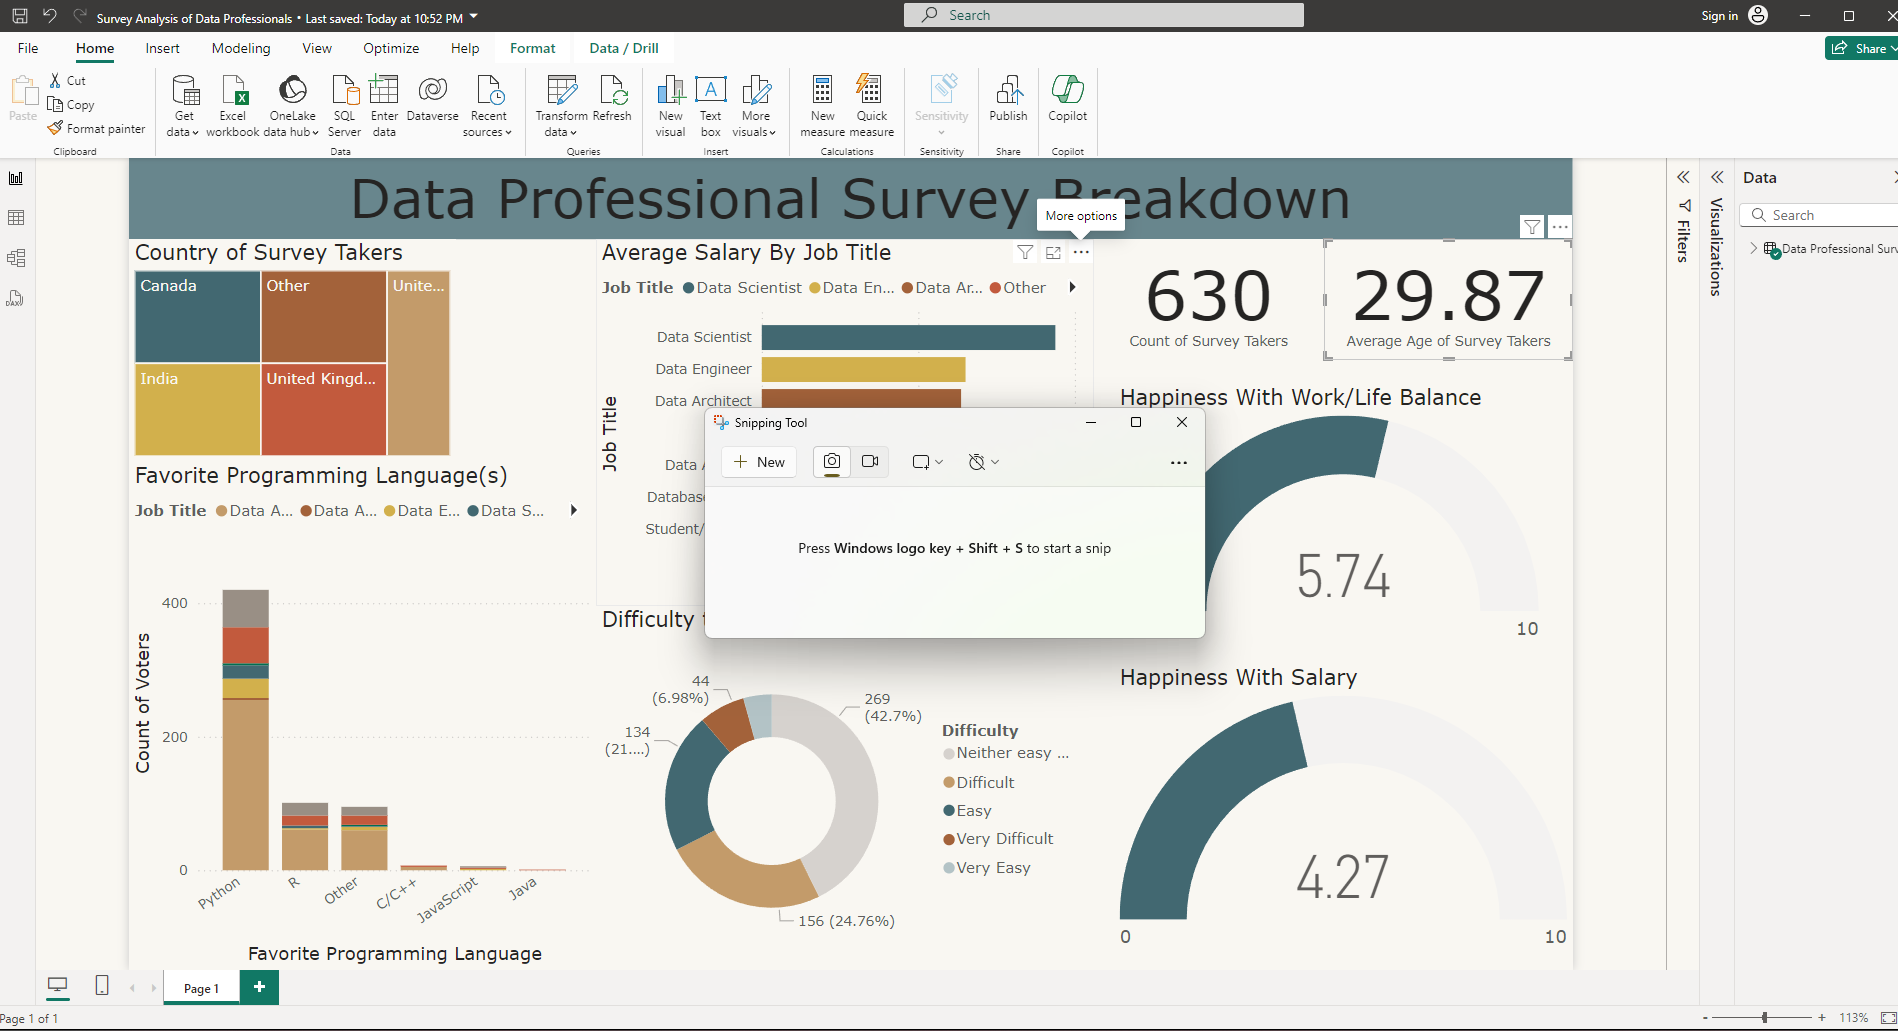 Survey Analysis of Data Professionals • Last saved: Today at 10:52 PM
Search
Sign in
File Home Insert Modeling View Optimize Help Format Data / Drill
Share
Paste
Cut
Copy
Format painter
Clipboard
Get data
Excel workbook
OneLake data hub
SQL Server
Enter data
Dataverse
Recent sources
Data
Transform data
Refresh
Queries
New visual
Text box
More visuals
Insert
New measure
Quick measure
Calculations
Sensitivity
Sensitivity
Publish
Share
Copilot
Copilot
Data Professional Survey Breakdown
More options
Country of Survey Takers
Canada
Other
Unite...
India
United Kingd...
Average Salary By Job Title
Job Title Data Scientist Data En... Data Ar... Other
Job Title
Data Scientist
Data Engineer
Data Architect
Data
Database
Student/
630
Count of Survey Takers
29.87
Average Age of Survey Takers
Filters
Visualizations
Data
Search
Data Professional Surv
Snipping Tool
New
Press Windows logo key + Shift + S to start a snip
Happiness With Work/Life Balance
5.74
10
Favorite Programming Language(s)
Job Title Data A... Data A... Data E... Data S...
Count of Voters
400
200
0
Python
R
Other
C/C++
JavaScript
Java
Favorite Programming Language
Difficulty
44
(6.98%)
134
(21....)
269
(42.7%)
156 (24.76%)
Difficulty
Neither easy ...
Difficult
Easy
Very Difficult
Very Easy
Happiness With Salary
4.27
0
10
Page 1
Page 1 of 1
113%